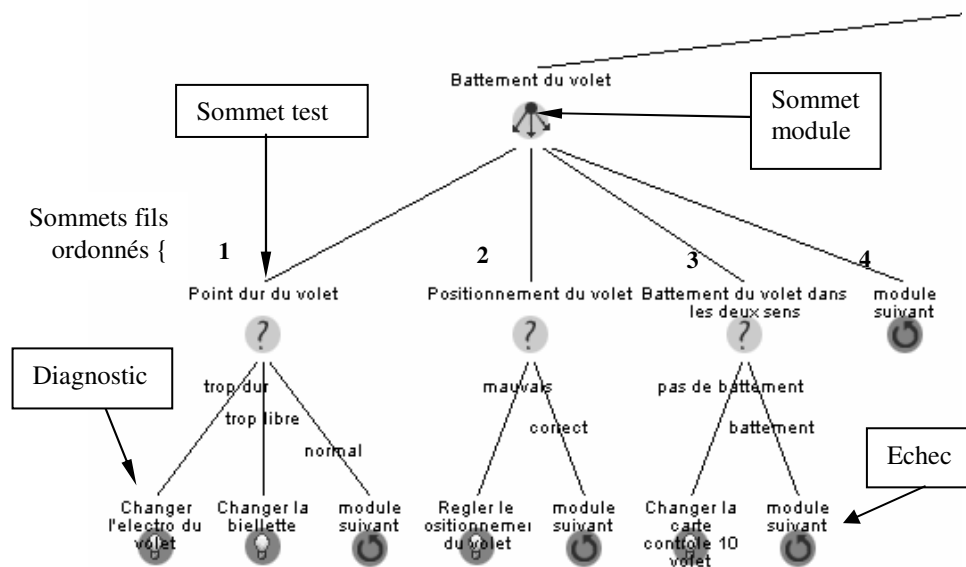 Battement du volet
Sommet test
Sommet
module
Sommets fils
ordonnés {
1
2
3
4
Point dur du volet
Positionnement du volet
Battement du volet dans
les deux sens
module
suivant
?
?
?
Diagnostic
trop dur
trop libre
normal
mauvais
correct
pas de battement
battement
Echec
Changer
l'electro du
volet
Changer la
biellette
module
suivant
Regler le
ositionnemer
du volet
module
suivant
Changer la
carte
controle 10
volet
module
suivant